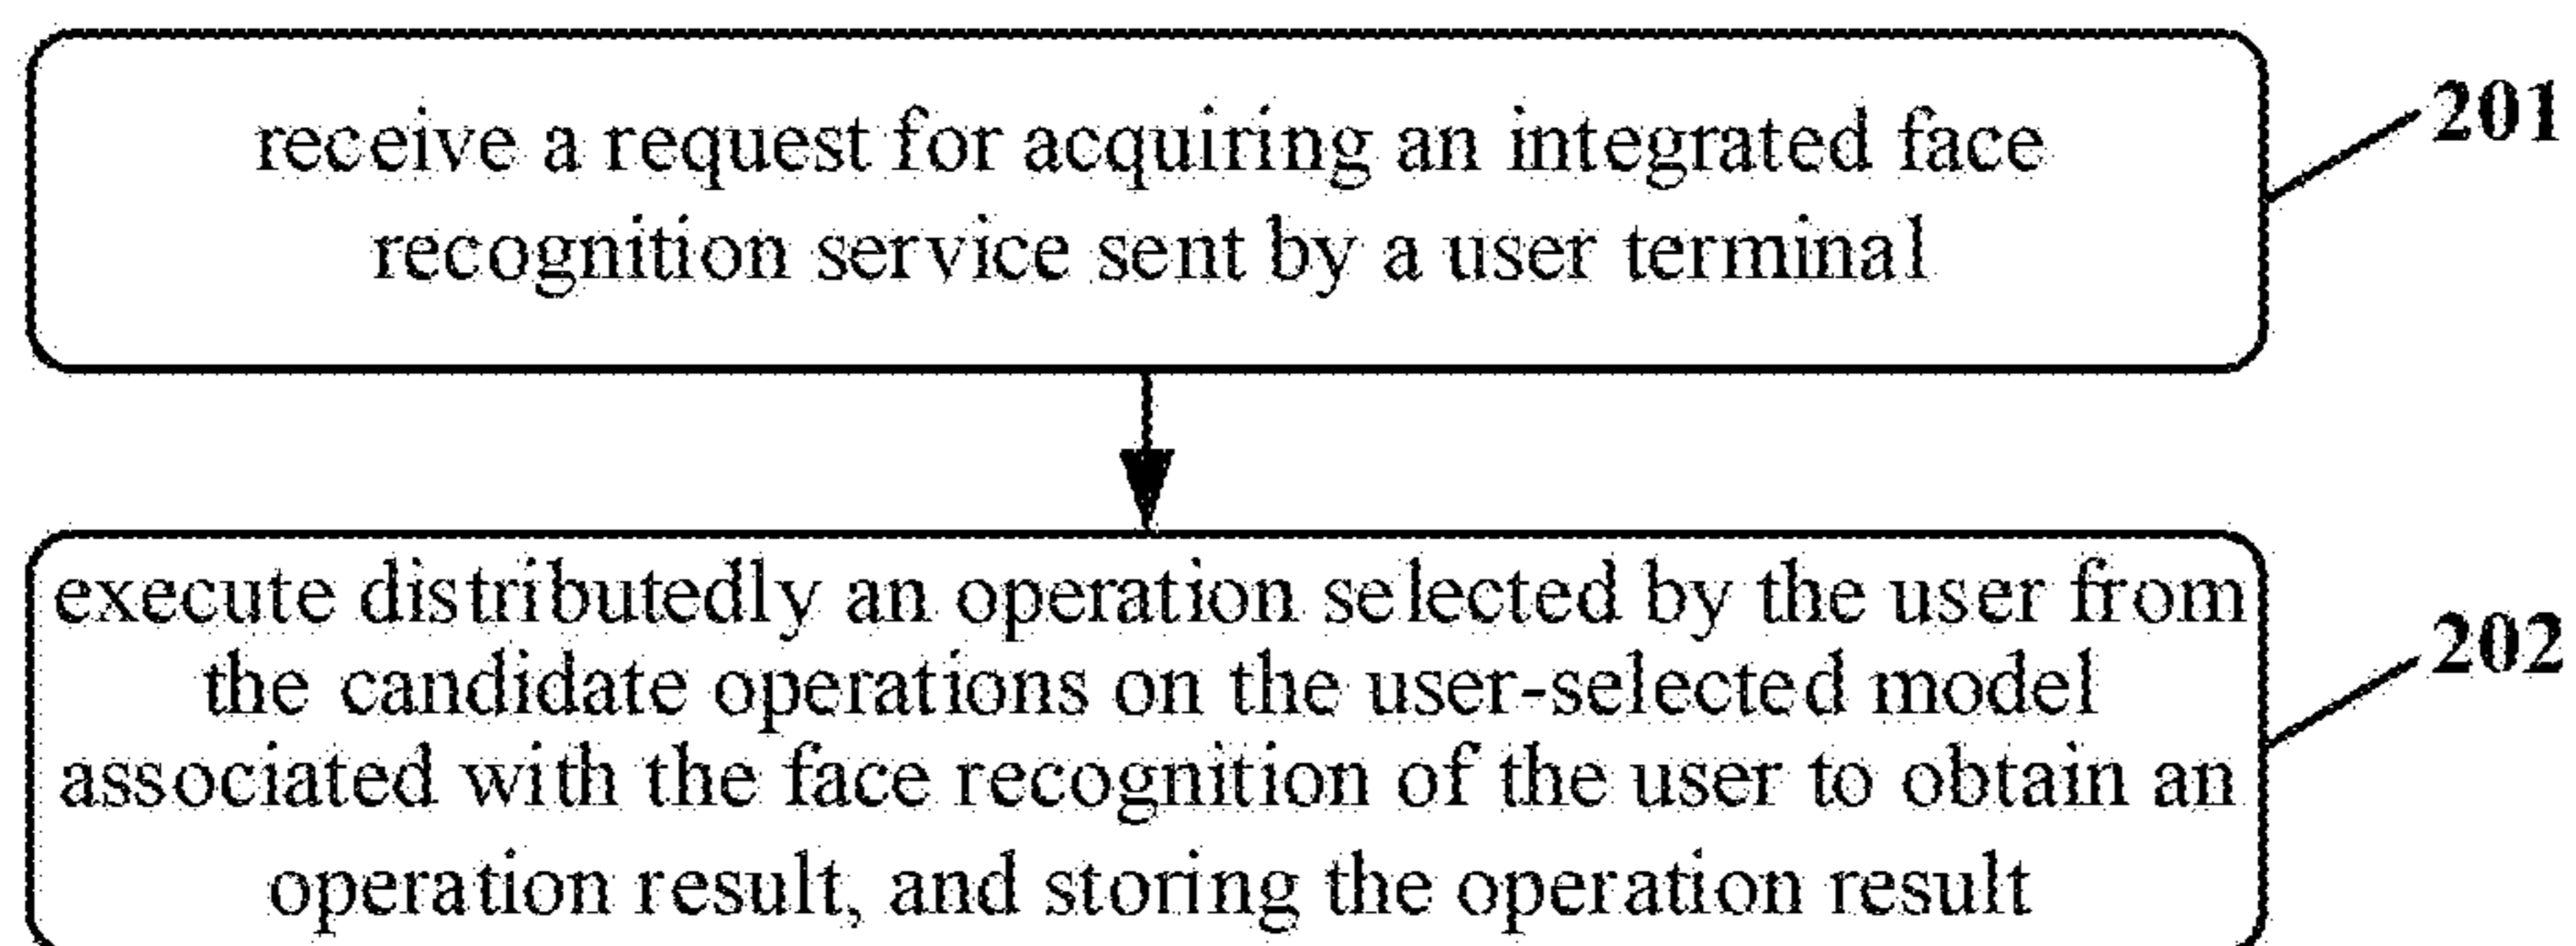 receive a request for acquiring an integrated face
recognition service sent by a user terminal
201
execute distributedly an operation selected by the user from
the candidate operations on the user-selected model
associated with the face recognition of the user to obtain an
operation result, and storing the operation result
202